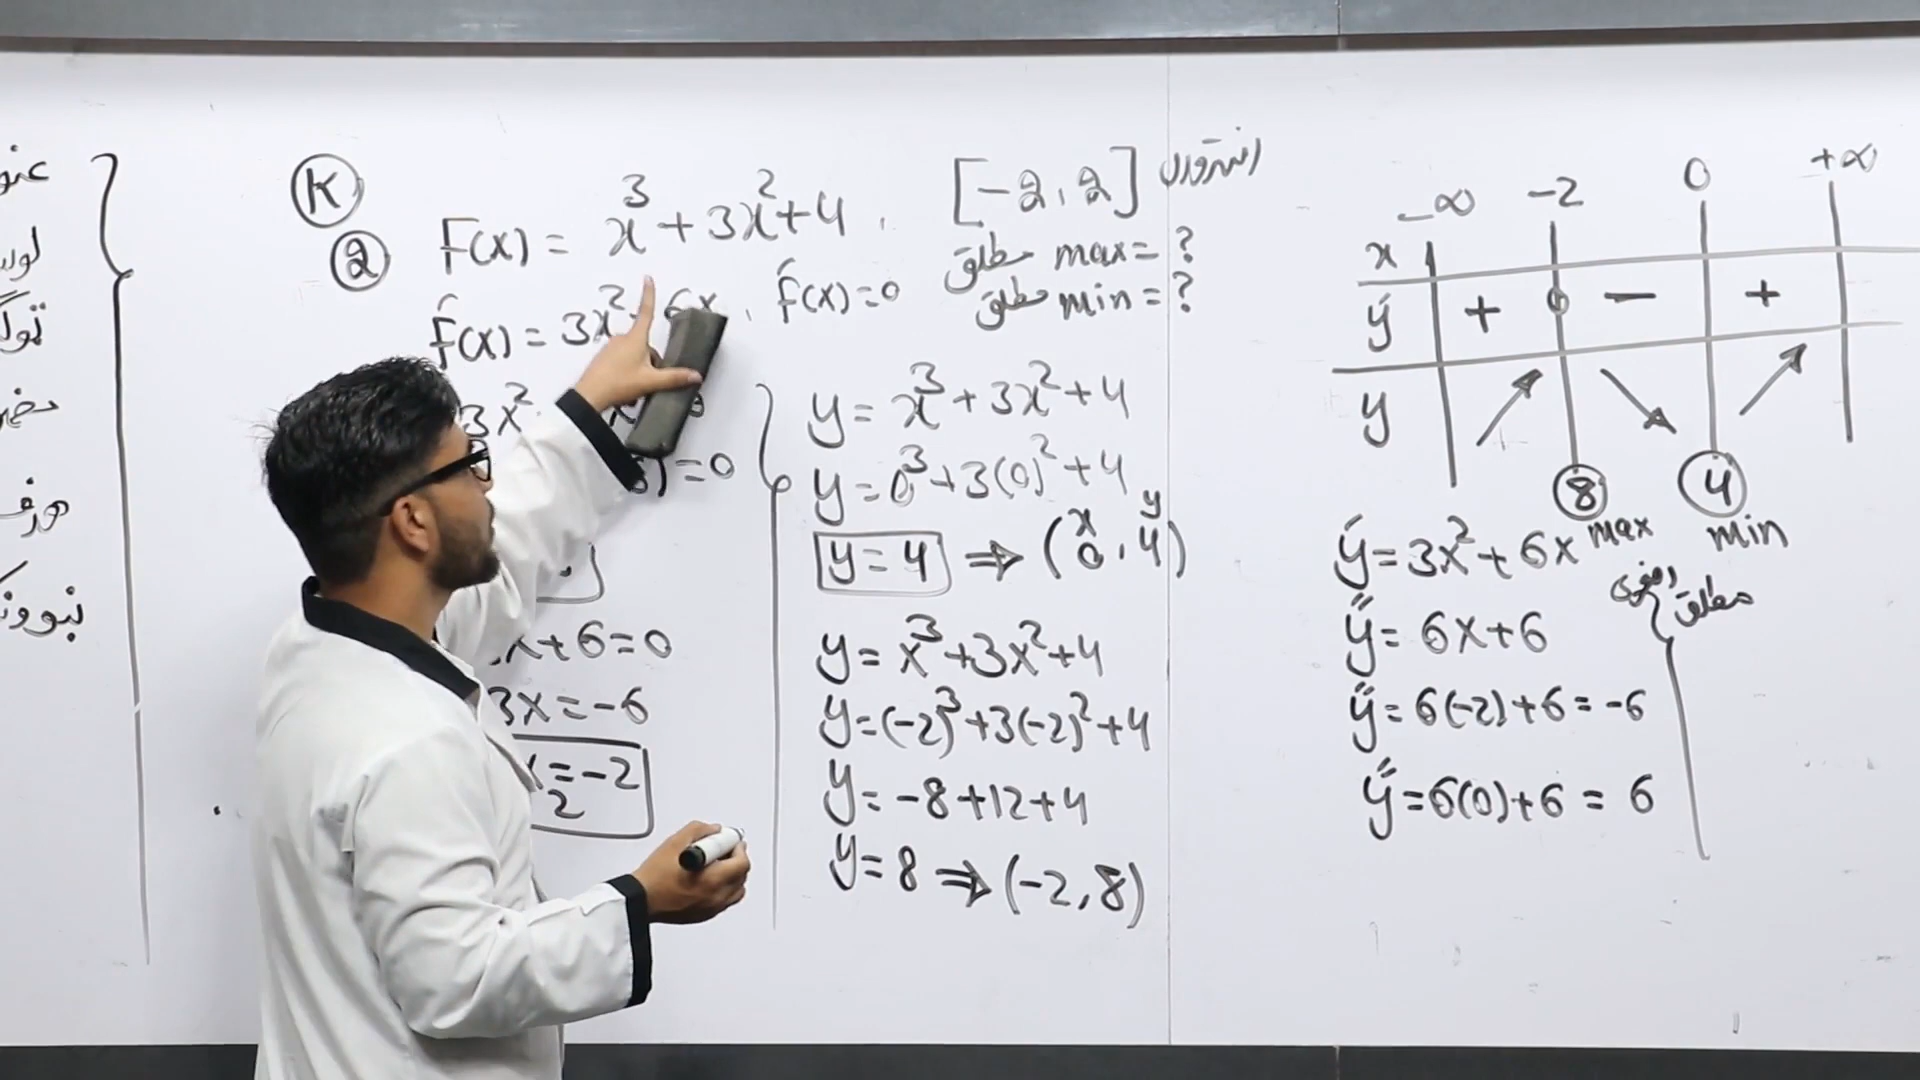 K
2 F(x) = x³ + 3x² + 4 , [-2, 2] انتروال
مطلق max = ?
مطلق min = ?
F́(x) = 3x² 6x , f́(x) = 0
3x²
) = 0
x + 6 = 0
3x = -6
x = -2
2
y = x³ + 3x² + 4
y = 0³ + 3(0)² + 4
y = 4 ⇒ (0, 4)
x y
y = x³ + 3x² + 4
y = (-2)³ + 3(-2)² + 4
y = -8 + 12 + 4
y = 8 ⇒ (-2, 8)
x -∞ -2 0 +∞
ý + 0 - +
y ↗ ↘ ↗
8 4
max min
مطلق
ý = 3x² + 6x
y̋ = 6x + 6
y̋ = 6(-2) + 6 = -6
y̋ = 6(0) + 6 = 6